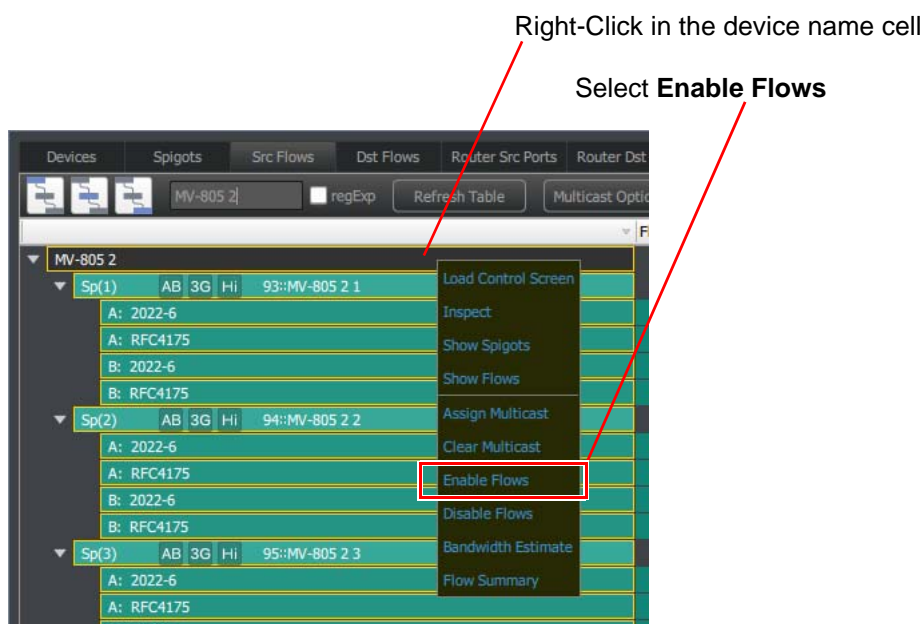 Right-Click in the device name cell
Select Enable Flows
Devices Spigots Src Flows Dst Flows Router Src Ports Router Dst
MV-805 2 regExp Refresh Table Multicast Optio
MV-805 2
Sp(1) AB 3G Hi 93::MV-805 2 1
A: 2022-6
A: RFC4175
B: 2022-6
B: RFC4175
Sp(2) AB 3G Hi 94::MV-805 2 2
A: 2022-6
A: RFC4175
B: 2022-6
B: RFC4175
Sp(3) AB 3G Hi 95::MV-805 2 3
A: 2022-6
A: RFC4175
Load Control Screen
Inspect
Show Spigots
Show Flows
Assign Multicast
Clear Multicast
Enable Flows
Disable Flows
Bandwidth Estimate
Flow Summary